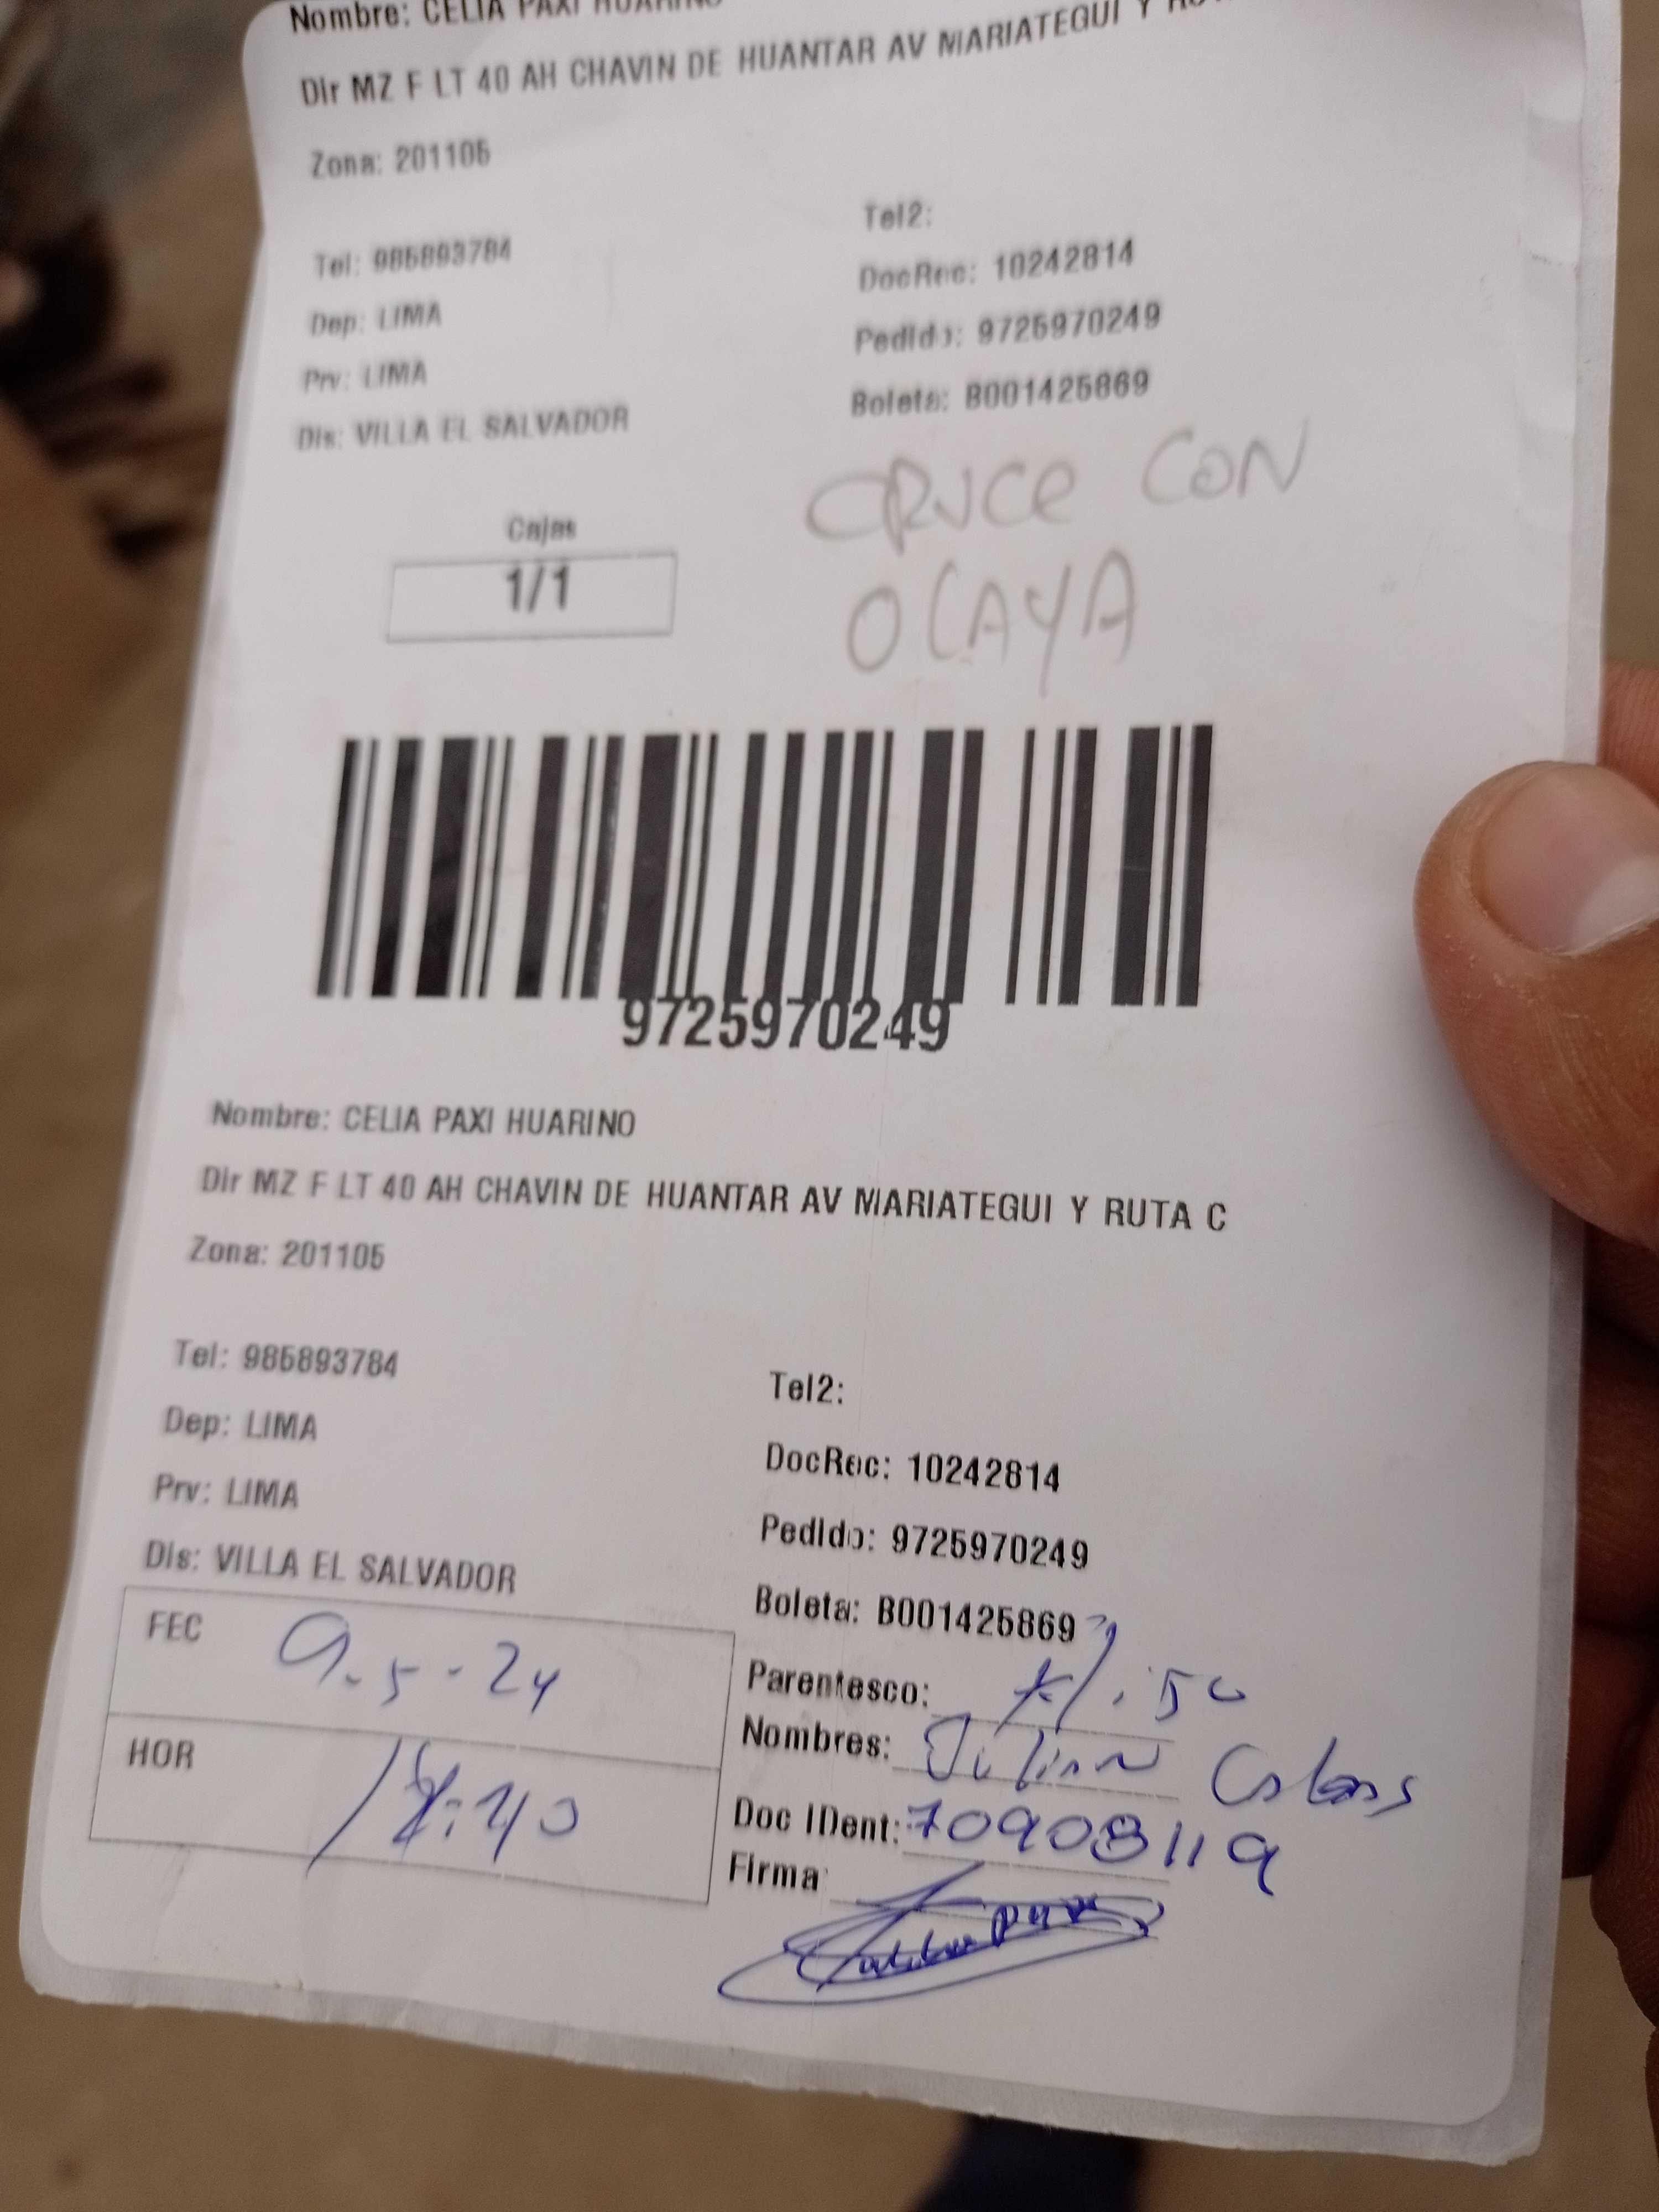 Nombre: CELIA PAXI HUARINO
Dir MZ F LT 40 AH CHAVIN DE HUANTAR AV MARIATEGUI Y
Zona: 201105
Tel: 985893784
Tel2:
DocRec: 10242814
Dep: LIMA
Pedido: 9725970249
Prv: LIMA
Boleta: B001425869
Dis: VILLA EL SALVADOR
CRUCE CON
OLAYA
Cajas
1/1
9725970249
Nombre: CELIA PAXI HUARINO
Dir MZ F LT 40 AH CHAVIN DE HUANTAR AV MARIATEGUI Y RUTA C
Zona: 201105
Tel: 985893784
Tel2:
Dep: LIMA
DocRec: 10242814
Prv: LIMA
Pedido: 9725970249
Dis: VILLA EL SALVADOR
Boleta: B001425869
FEC 9-5-24
Parentesco:
Nombres: Julian
HOR
Doc IDent: 70908119
Firma: